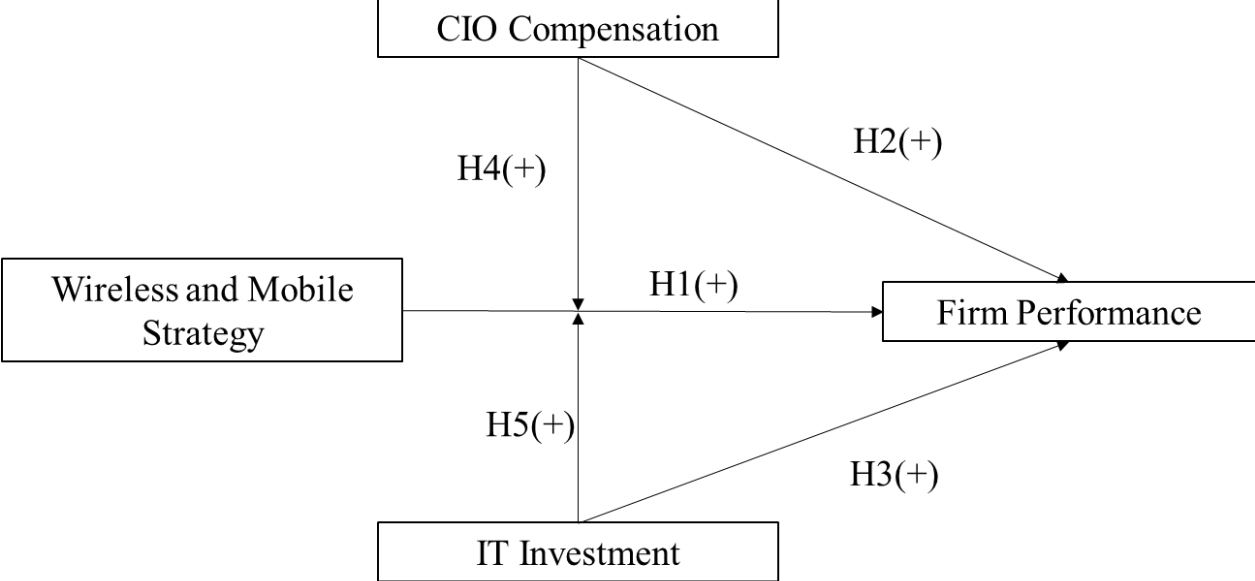 CIO Compensation
H2(+)
H4(+)
H1(+)
Wireless and Mobile
Strategy
Firm Performance
H5(+)
H3(+)
IT Investment